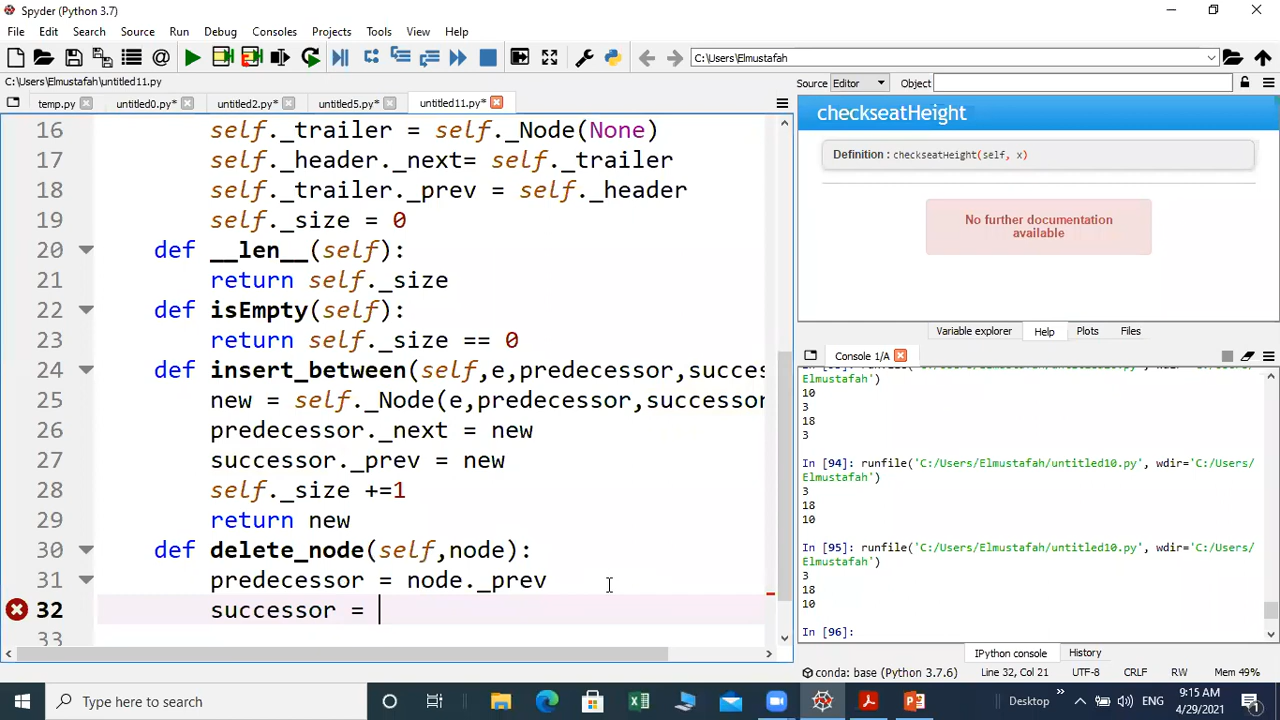 Spyder (Python 3.7)
File Edit Search Source Run Debug Consoles Projects Tools View Help
C:\Users\Elmustafah
C:\Users\Elmustafah\untitled11.py
temp.py untitled0.py* untitled2.py* untitled5.py* untitled11.py*
16 self._trailer = self._Node(None)
17 self._header._next= self._trailer
18 self._trailer._prev = self._header
19 self._size = 0
20 def __len__(self):
21 return self._size
22 def isEmpty(self):
23 return self._size == 0
24 def insert_between(self,e,predecessor,succes
25 new = self._Node(e,predecessor,successor
26 predecessor._next = new
27 successor._prev = new
28 self._size +=1
29 return new
30 def delete_node(self,node):
31 predecessor = node._prev
32 successor =
33
Source Editor Object
checkseatHeight
Definition : checkseatHeight(self, x)
No further documentation
available
Variable explorer Help Plots Files
Console 1/A
Elmustafah')
10
3
18
3
In [94]: runfile('C:/Users/Elmustafah/untitled10.py', wdir='C:/Users/
Elmustafah')
3
18
10
In [95]: runfile('C:/Users/Elmustafah/untitled10.py', wdir='C:/Users/
Elmustafah')
3
18
10
In [96]:
IPython console History
conda: base (Python 3.7.6) Line 32, Col 21 UTF-8 CRLF RW Mem 49%
Type here to search
Desktop
ENG
9:15 AM
4/29/2021
1